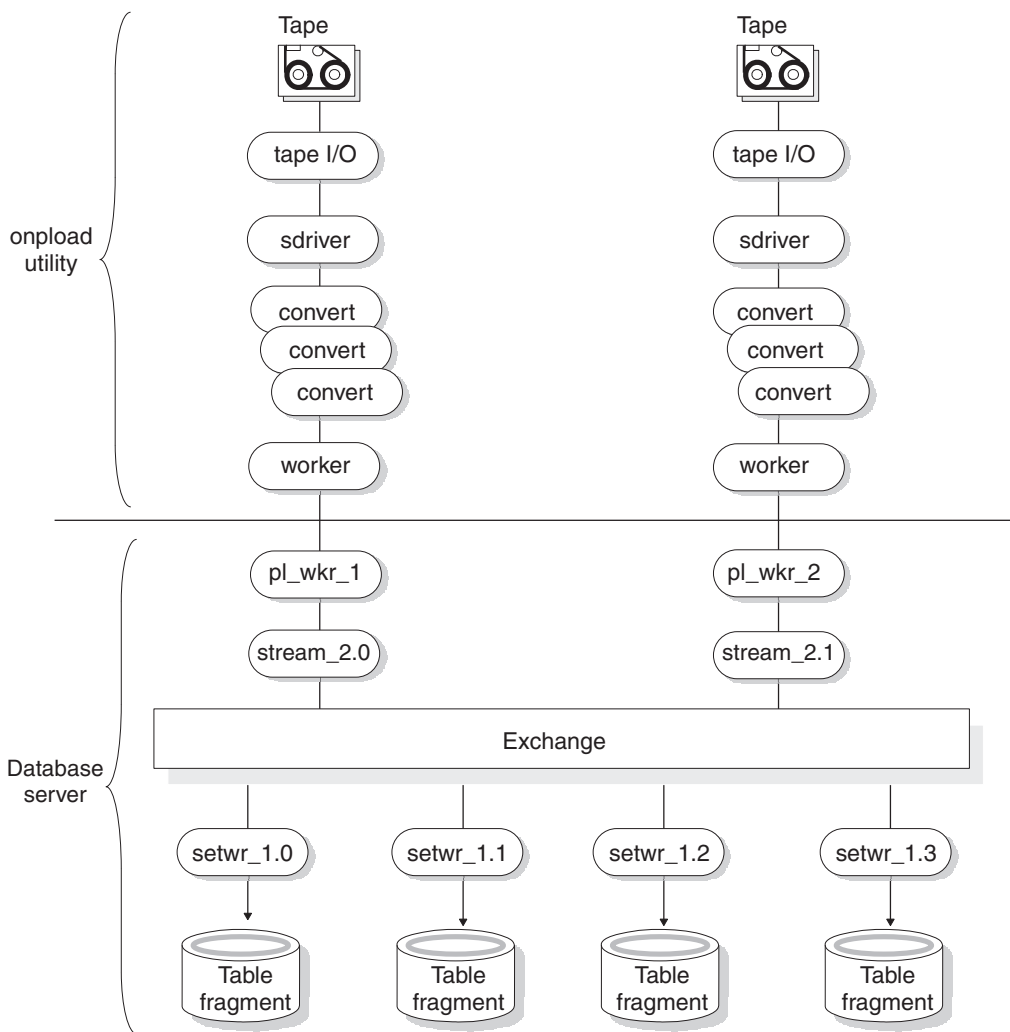 Tape
Tape
tape I/O
tape I/O
onpload
utility
sdriver
sdriver
convert
convert
convert
convert
convert
convert
worker
worker
pl_wkr_1
pl_wkr_2
stream_2.0
stream_2.1
Exchange
Database
server
setwr_1.0
setwr_1.1
setwr_1.2
setwr_1.3
Table
fragment
Table
fragment
Table
fragment
Table
fragment